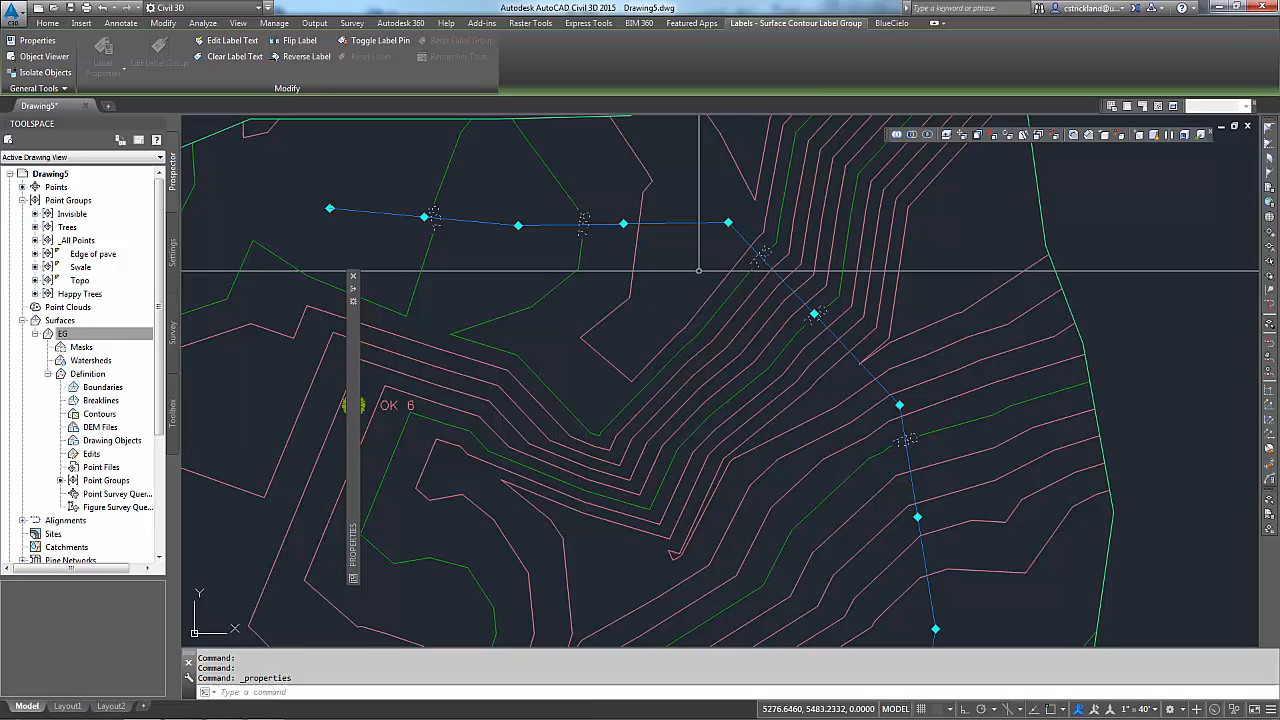 Civil 3D
Autodesk AutoCAD Civil 3D 2015 Drawing5.dwg
Type a keyword or phrase
cstrickland@u...
Home Insert Annotate Modify Analyze View Manage Output Survey Autodesk 360 Help Add-ins Raster Tools Express Tools BIM 360 Featured Apps Labels - Surface Contour Label Group BlueCielo
Properties
Object Viewer
Isolate Objects
General Tools
Label Properties
Edit Label Group
Edit Label Text
Flip Label
Toggle Label Pin
Reset Label Group
Clear Label Text
Reverse Label
Reset Label
Renumber Tags
Modify
Drawing5*
TOOLSPACE
Active Drawing View
Drawing5
Points
Point Groups
Invisible
Trees
_All Points
Edge of pave
Swale
Topo
Happy Trees
Point Clouds
Surfaces
EG
Masks
Watersheds
Definition
Boundaries
Breaklines
Contours
DEM Files
Drawing Objects
Edits
Point Files
Point Groups
Point Survey Quer...
Figure Survey Que...
Alignments
Sites
Catchments
Pipe Networks
Prospector
Settings
Survey
Toolbox
PROPERTIES
OK 6
Y
X
Command:
Command:
Command: _properties
Type a command
Model Layout1 Layout2
5276.6460, 5483.2332, 0.0000 MODEL
1" = 40'